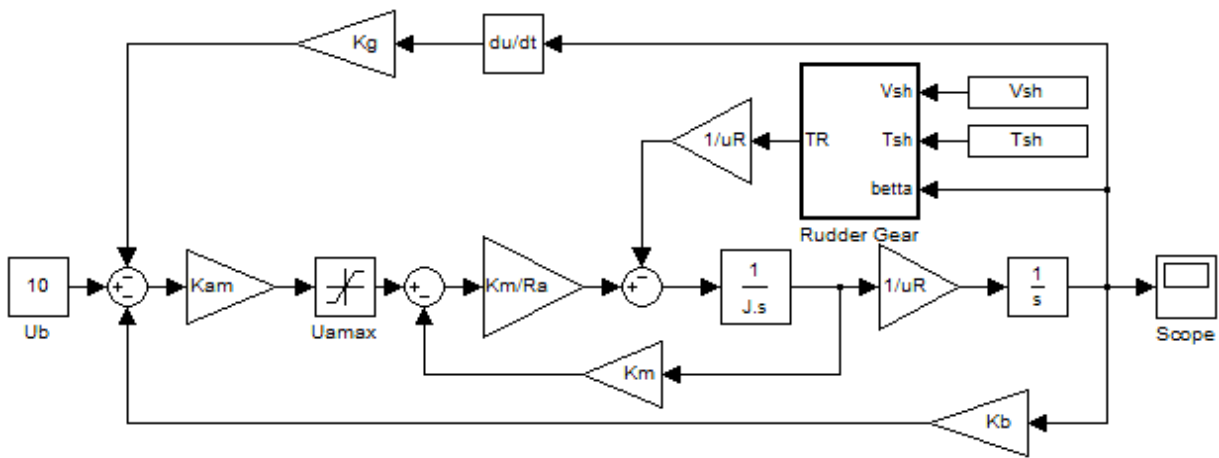 Kg
du/dt
Vsh
Vsh
1/uR
TR
Tsh
Tsh
betta
Rudder Gear
10
Ub
Kam
Uamax
Km/Ra
1
J.s
1/uR
1
s
Scope
Km
Kb